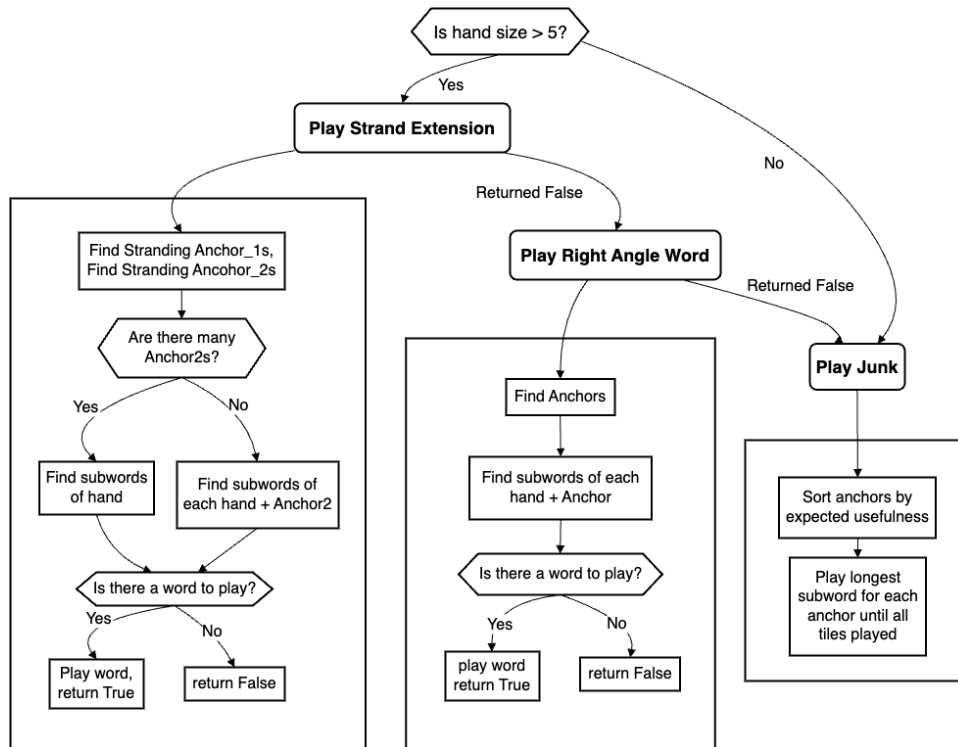 Is hand size > 5?
Yes
Play Strand Extension
No
Returned False
Find Stranding Anchor_1s,
Find Stranding Ancohor_2s
Play Right Angle Word
Returned False
Are there many
Anchor2s?
Play Junk
Yes
No
Find Anchors
Find subwords
of hand
Find subwords of
each hand + Anchor2
Find subwords of each
hand + Anchor
Sort anchors by
expected usefulness
Is there a word to play?
Is there a word to play?
Play longest
subword for each
anchor until all
tiles played
Yes
No
Yes
No
Play word,
return True
return False
play word
return True
return False